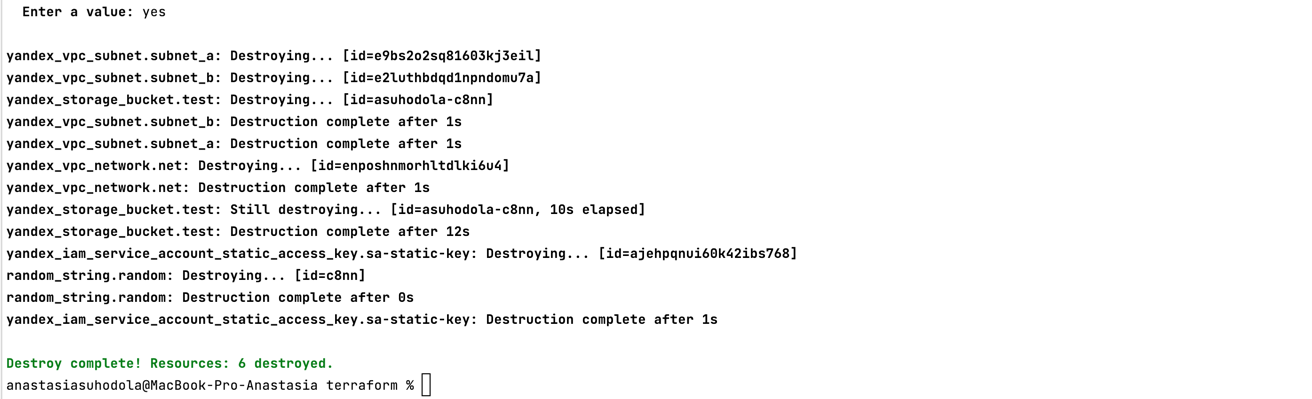 Enter a value: yes
yandex_vpc_subnet.subnet_a: Destroying... [id=e9bs2o2sq81603kj3eil]
yandex_vpc_subnet.subnet_b: Destroying... [id=e2luthbdqd1npndomu7a]
yandex_storage_bucket.test: Destroying... [id=asuhodola-c8nn]
yandex_vpc_subnet.subnet_b: Destruction complete after 1s
yandex_vpc_subnet.subnet_a: Destruction complete after 1s
yandex_vpc_network.net: Destroying... [id=enposhnmorhltdlki6u4]
yandex_vpc_network.net: Destruction complete after 1s
yandex_storage_bucket.test: Still destroying... [id=asuhodola-c8nn, 10s elapsed]
yandex_storage_bucket.test: Destruction complete after 12s
yandex_iam_service_account_static_access_key.sa-static-key: Destroying... [id=ajehpqnui60k42ibs768]
random_string.random: Destroying... [id=c8nn]
random_string.random: Destruction complete after 0s
yandex_iam_service_account_static_access_key.sa-static-key: Destruction complete after 1s
Destroy complete! Resources: 6 destroyed.
anastasiasuhodola@MacBook-Pro-Anastasia terraform %